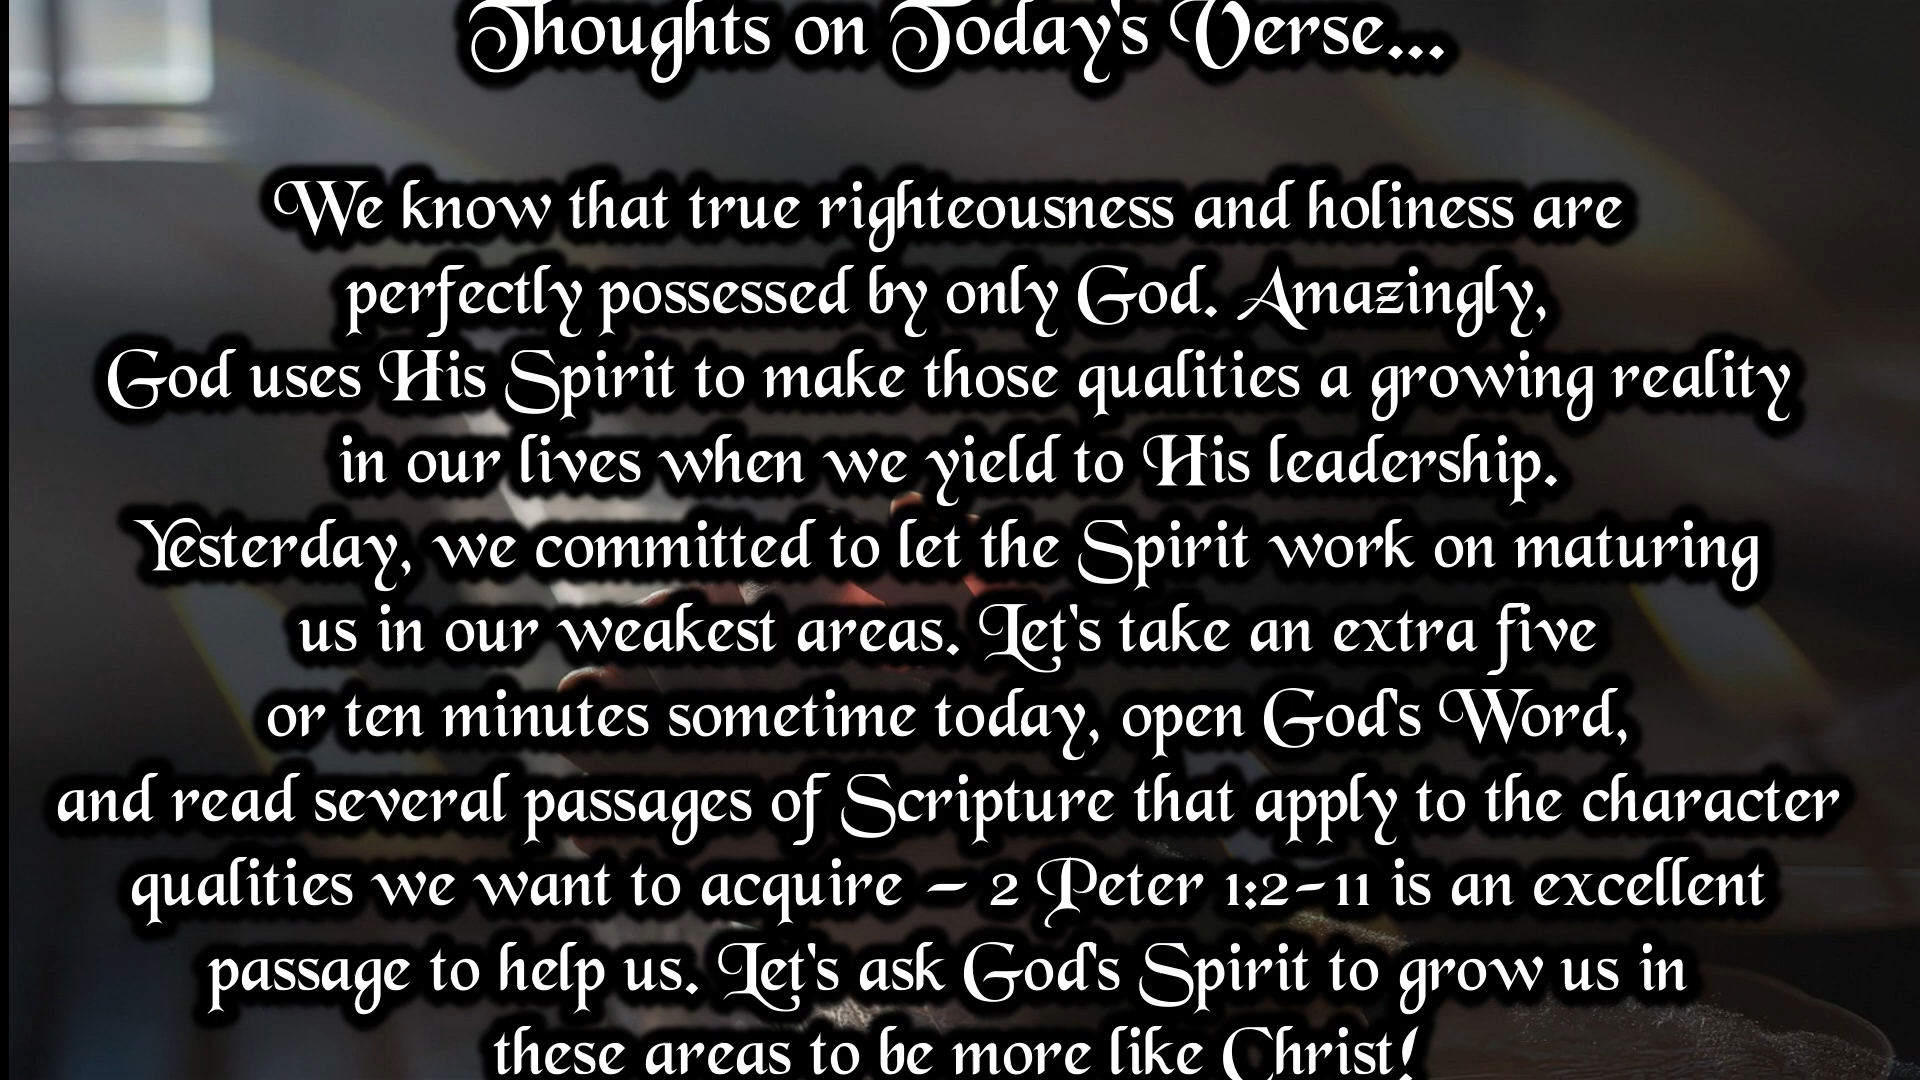 Thoughts on Today's Verse...
We know that true righteousness and holiness are
perfectly possessed by only God. Amazingly,
God uses His Spirit to make those qualities a growing reality
in our lives when we yield to His leadership.
Yesterday, we committed to let the Spirit work on maturing
us in our weakest areas. Let's take an extra five
or ten minutes sometime today, open God's Word,
and read several passages of Scripture that apply to the character
qualities we want to acquire — 2 Peter 1:2-11 is an excellent
passage to help us. Let's ask God's Spirit to grow us in
these areas to be more like Christ!